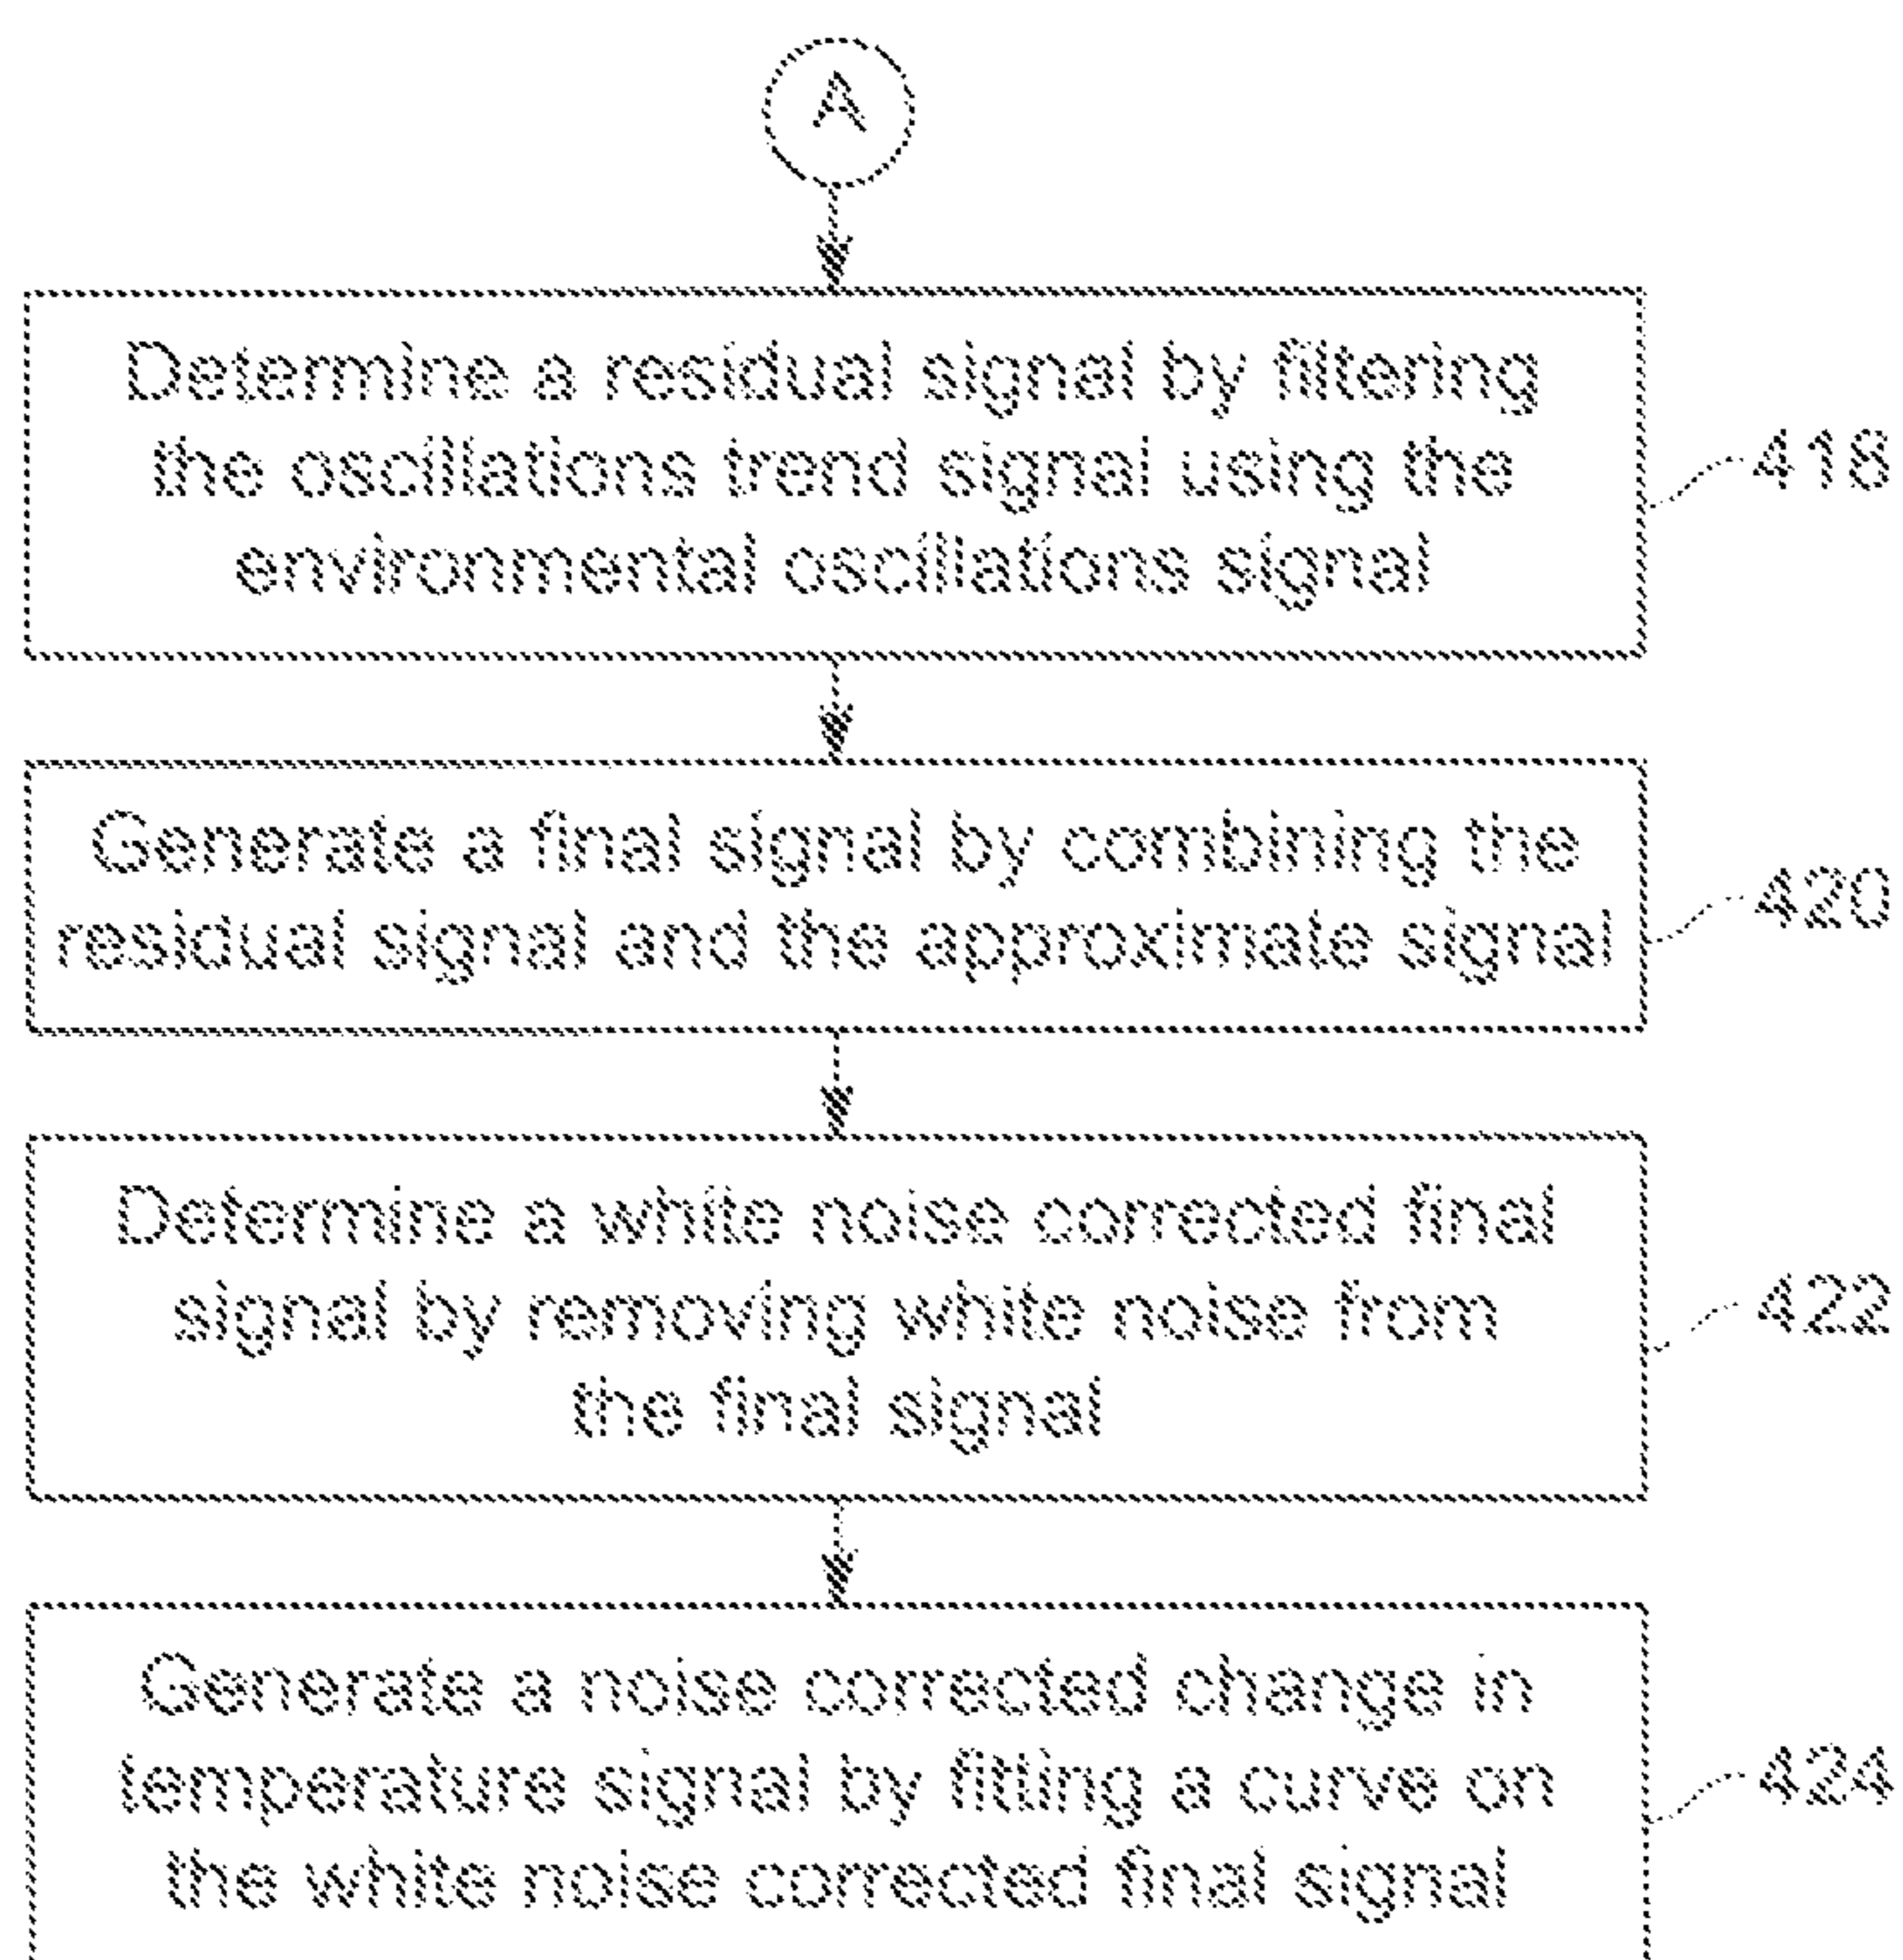 A
Determine a residual signal by filtering
the oscillations trend signal using the
environmental oscillations signal
418
Generate a final signal by combining the
residual signal and the approximate signal
420
Determine a white noise corrected final
signal by removing white noise from
the final signal
422
Generate a noise corrected change in
temperature signal by fitting a curve on
the white noise corrected final signal
424